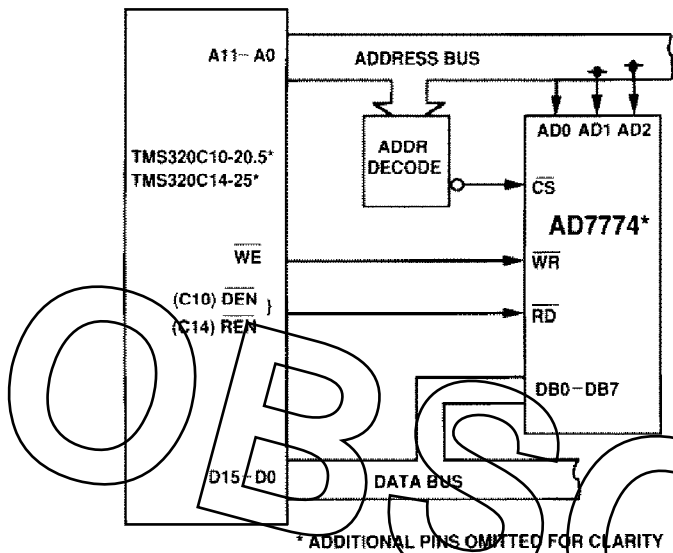 A11–A0
ADDRESS BUS
AD0 AD1 AD2
ADDR
DECODE
TMS320C10-20.5*
TMS320C14-25*
CS
AD7774*
WE
WR
(C10) DEN }
(C14) REN
RD
DB0–DB7
D15–D0
DATA BUS
* ADDITIONAL PINS OMITTED FOR CLARITY
OBSO